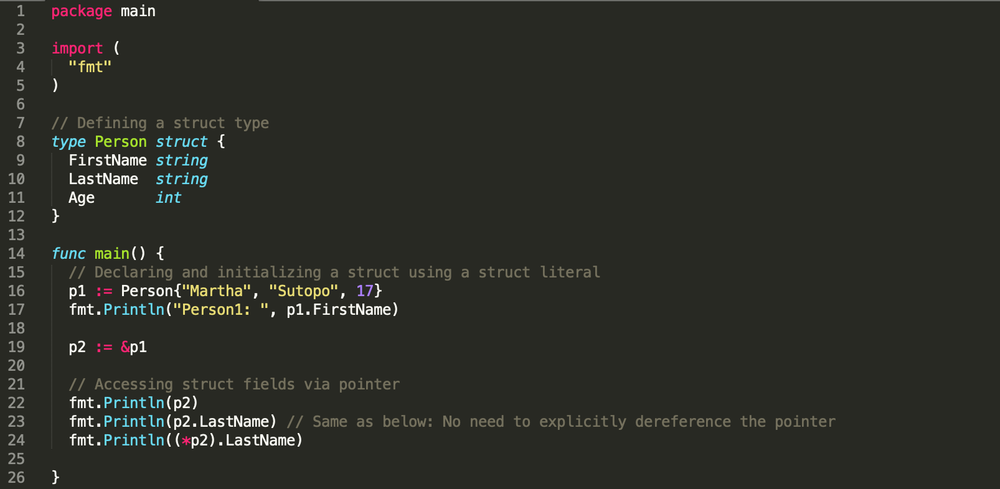 1 package main
2
3 import (
4   "fmt"
5 )
6
7 // Defining a struct type
8 type Person struct {
9   FirstName string
10   LastName  string
11   Age       int
12 }
13
14 func main() {
15   // Declaring and initializing a struct using a struct literal
16   p1 := Person{"Martha", "Sutopo", 17}
17   fmt.Println("Person1: ", p1.FirstName)
18
19   p2 := &p1
20
21   // Accessing struct fields via pointer
22   fmt.Println(p2)
23   fmt.Println(p2.LastName) // Same as below: No need to explicitly dereference the pointer
24   fmt.Println((*p2).LastName)
25
26 }